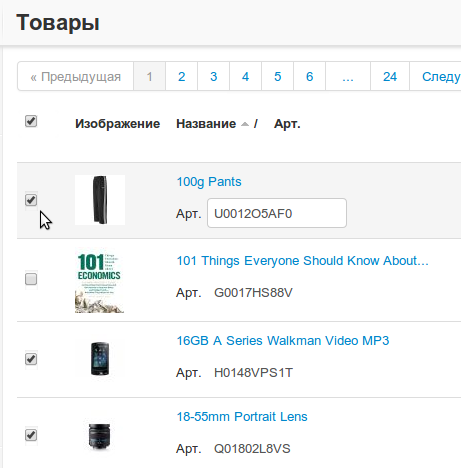 Товары
« Предыдущая 1 2 3 4 5 6 ... 24 Следу
Изображение Название / Арт.
100g Pants
Арт. U0012O5AF0
101 Things Everyone Should Know About...
101
ECONOMICS
Арт. G0017HS88V
16GB A Series Walkman Video MP3
Арт. H0148VPS1T
18-55mm Portrait Lens
Арт. Q01802L8VS